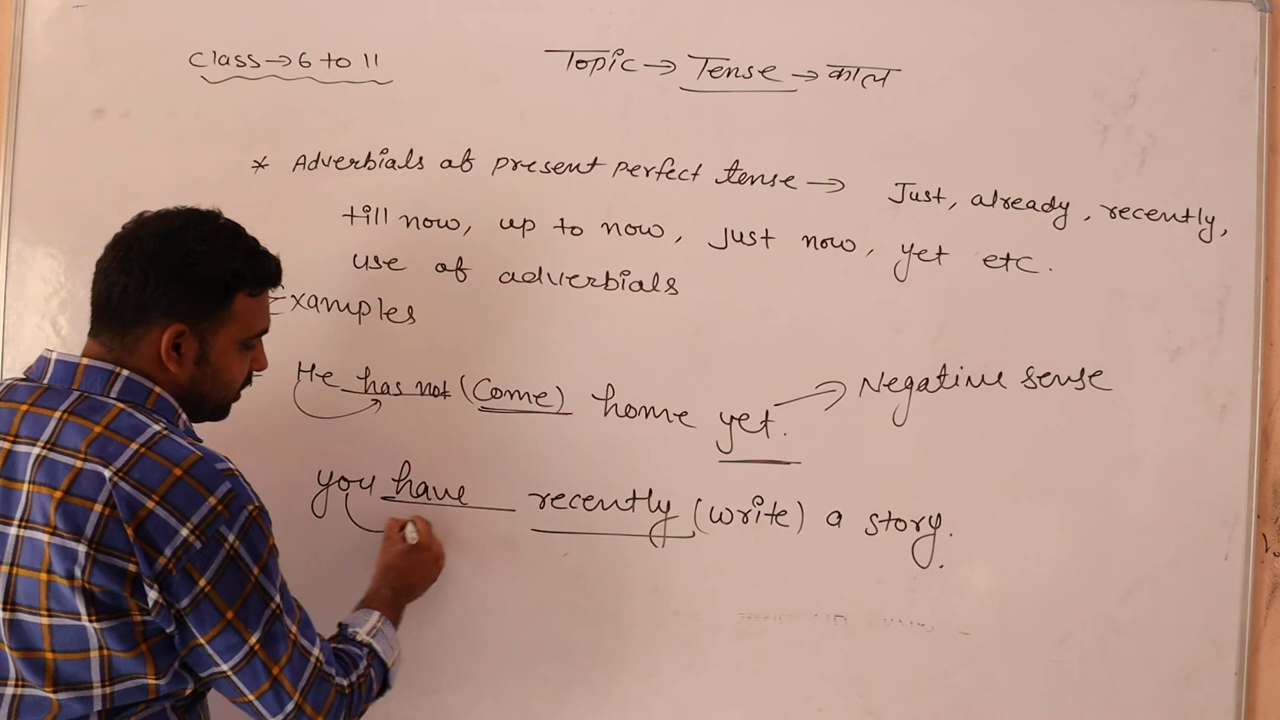 Class→6 to 11
Topic→Tense→काल
* Adverbials of present perfect tense → Just, already, recently,
till now, up to now, just now, yet etc.
use of adverbials
Examples
He has not (Come) home yet. → Negative sense
you have recently (write) a story.